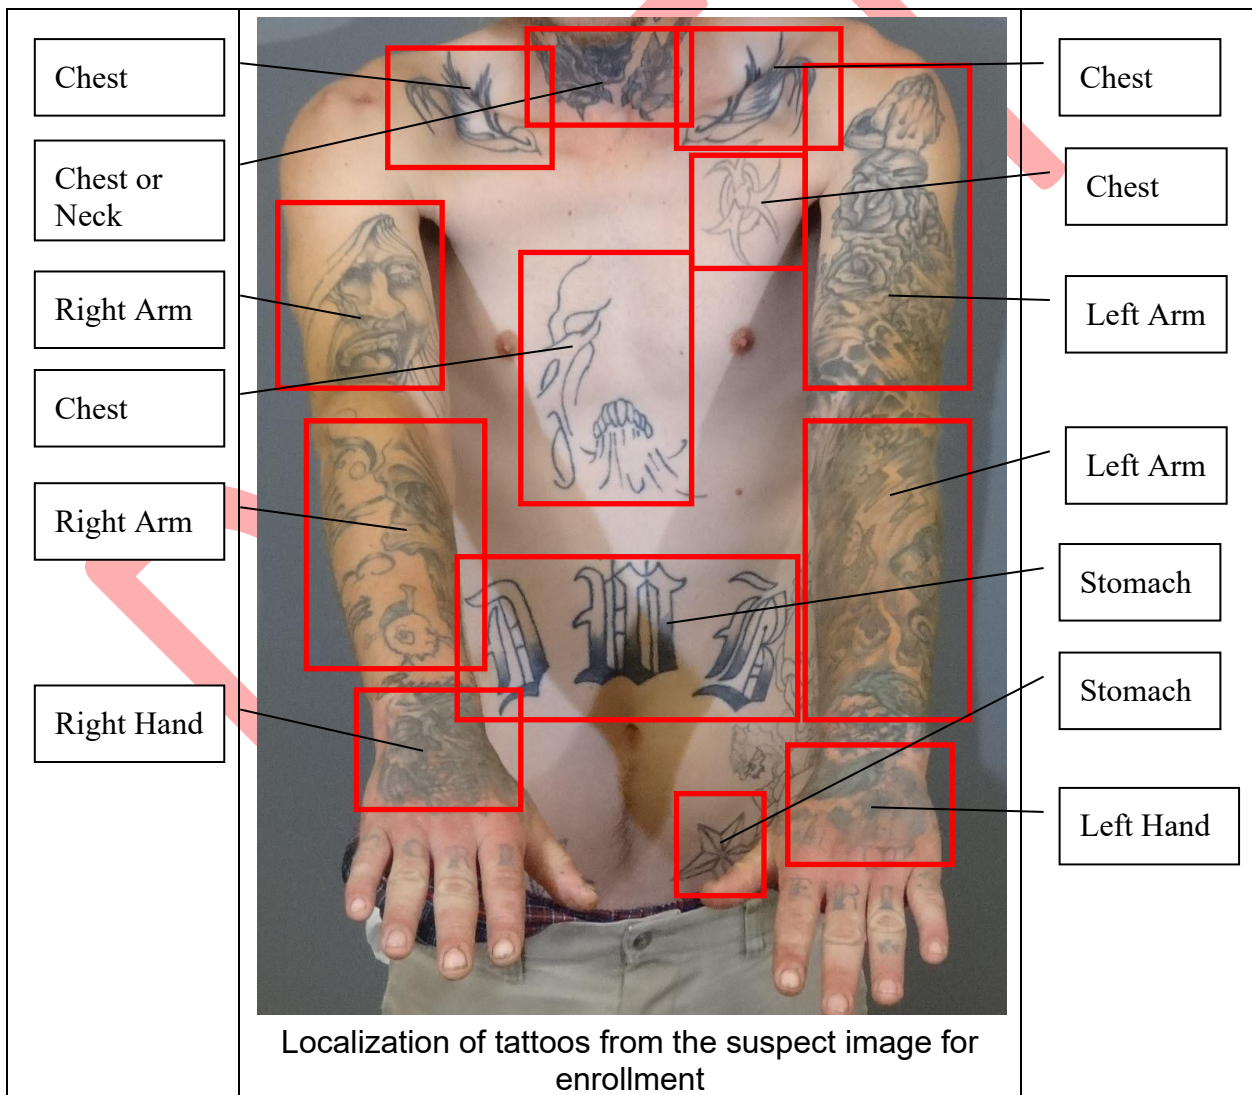 Chest
Chest or
Neck
Right Arm
Chest
Right Arm
Right Hand
Chest
Chest
Left Arm
Left Arm
Stomach
Stomach
Left Hand
Localization of tattoos from the suspect image for
enrollment